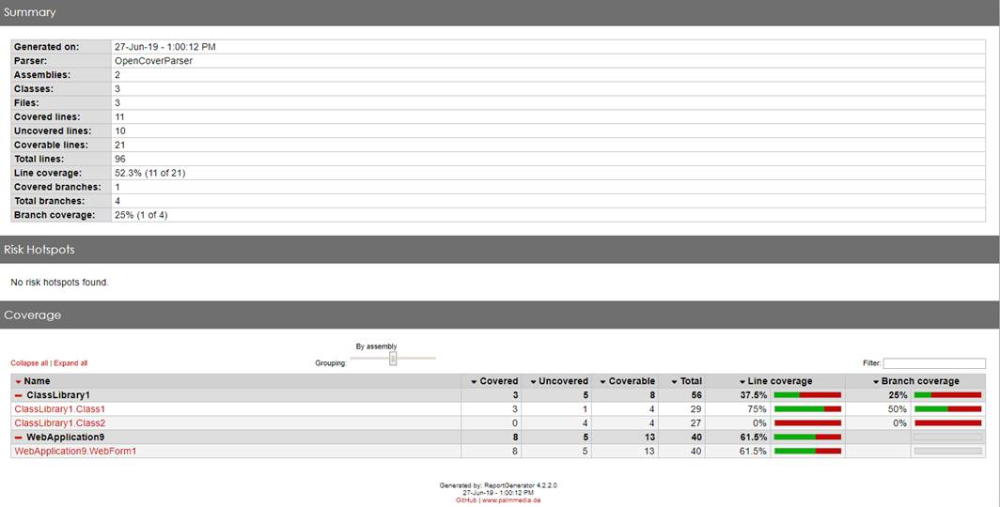 Summary
Generated on: 27-Jun-19 - 1:00:12 PM
Parser: OpenCoverParser
Assemblies: 2
Classes: 3
Files: 3
Covered lines: 11
Uncovered lines: 10
Coverable lines: 21
Total lines: 96
Line coverage: 52.3% (11 of 21)
Covered branches: 1
Total branches: 4
Branch coverage: 25% (1 of 4)
Risk Hotspots
No risk hotspots found.
Coverage
By assembly
Collapse all | Expand all Grouping: Filter:
Name Covered Uncovered Coverable Total Line coverage Branch coverage
ClassLibrary1 3 5 8 56 37.5% 25%
ClassLibrary1.Class1 3 1 4 29 75% 50%
ClassLibrary1.Class2 0 4 4 27 0% 0%
WebApplication9 8 5 13 40 61.5%
WebApplication9.WebForm1 8 5 13 40 61.5%
Generated by: ReportGenerator 4.2.2.0
27-Jun-19 - 1:00:12 PM
GitHub | www.palmmedia.de